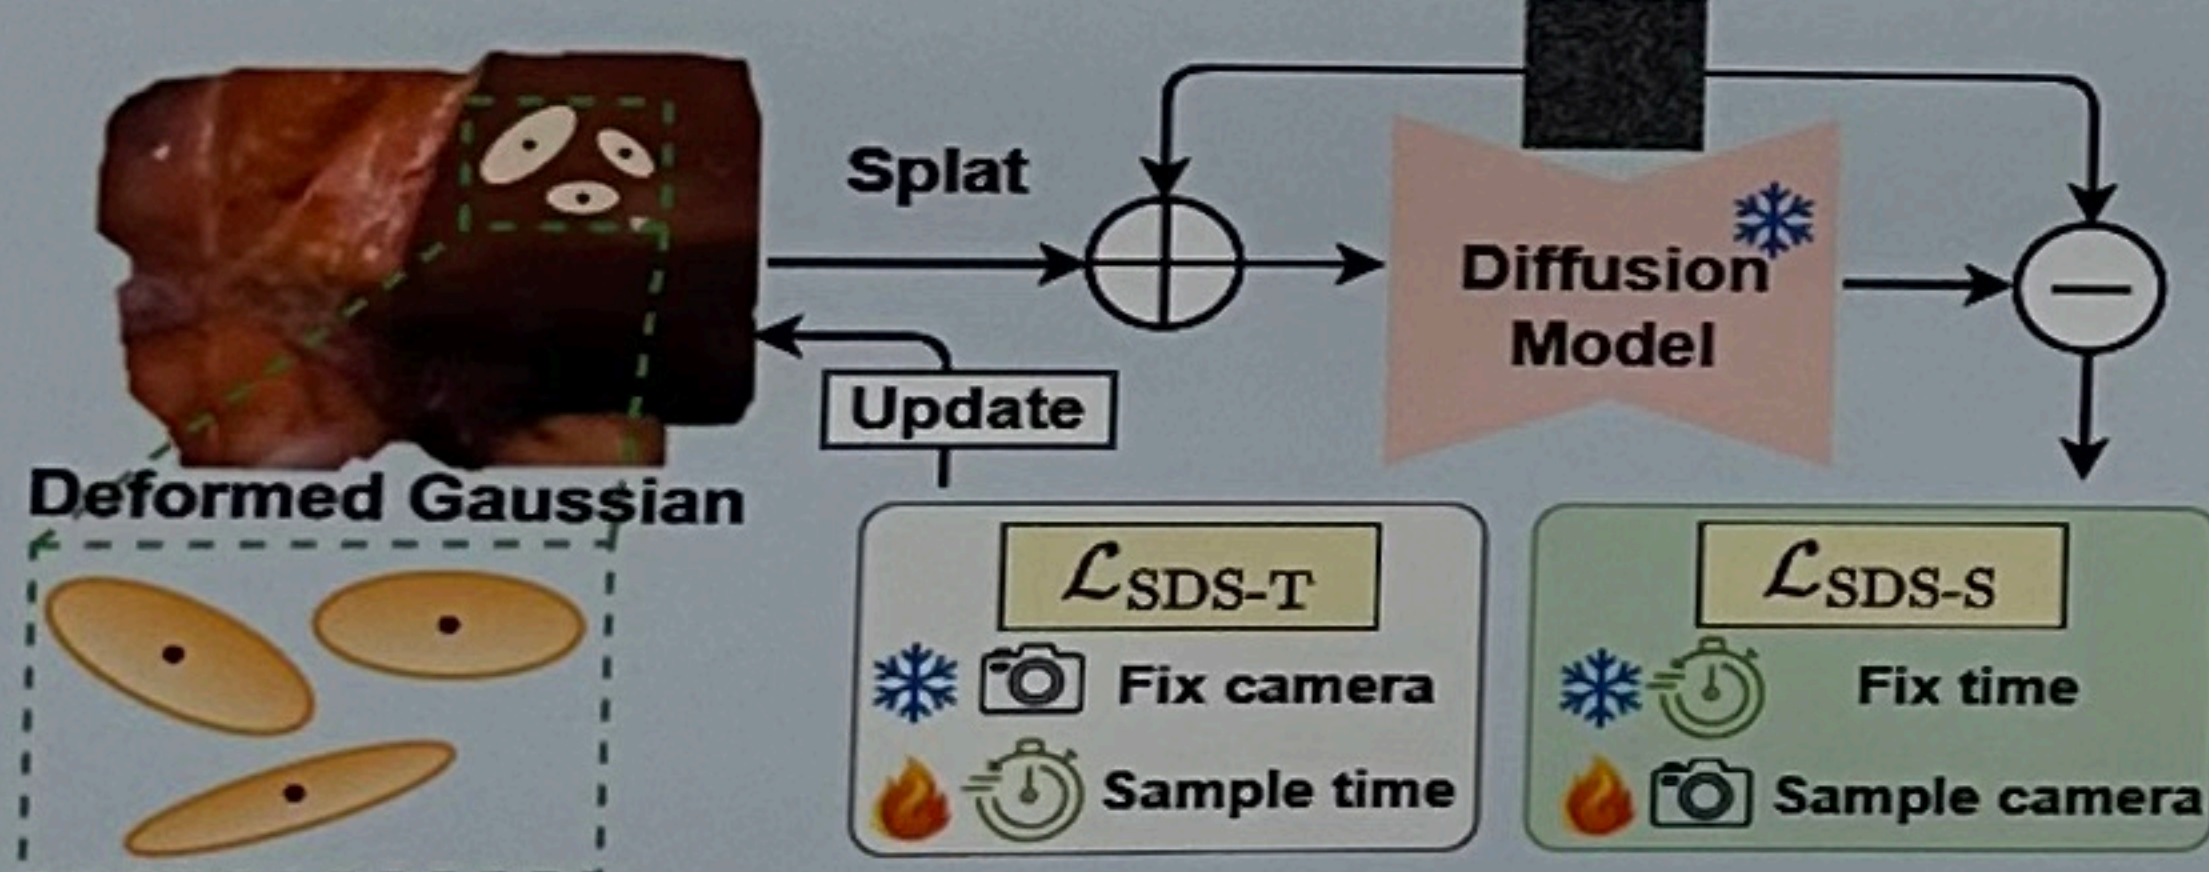 Splat
Diffusion
Model
Update
Deformed Gaussian
ℒSDS-T
Fix camera
Sample time
ℒSDS-S
Fix time
Sample camera